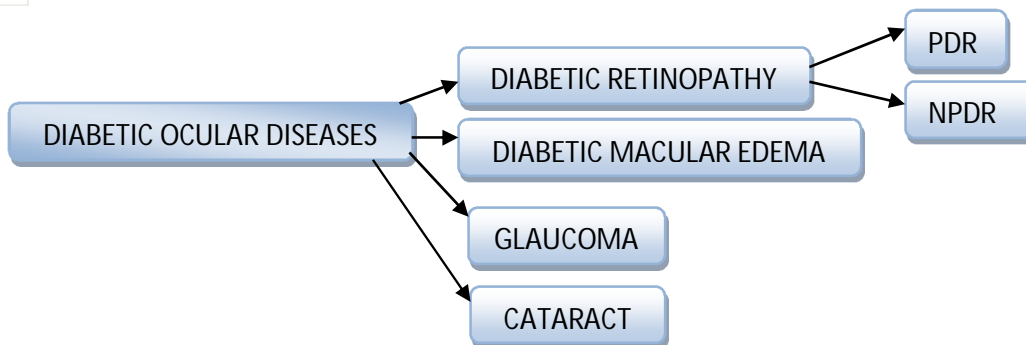 PDR
DIABETIC RETINOPATHY
NPDR
DIABETIC OCULAR DISEASES
DIABETIC MACULAR EDEMA
GLAUCOMA
CATARACT